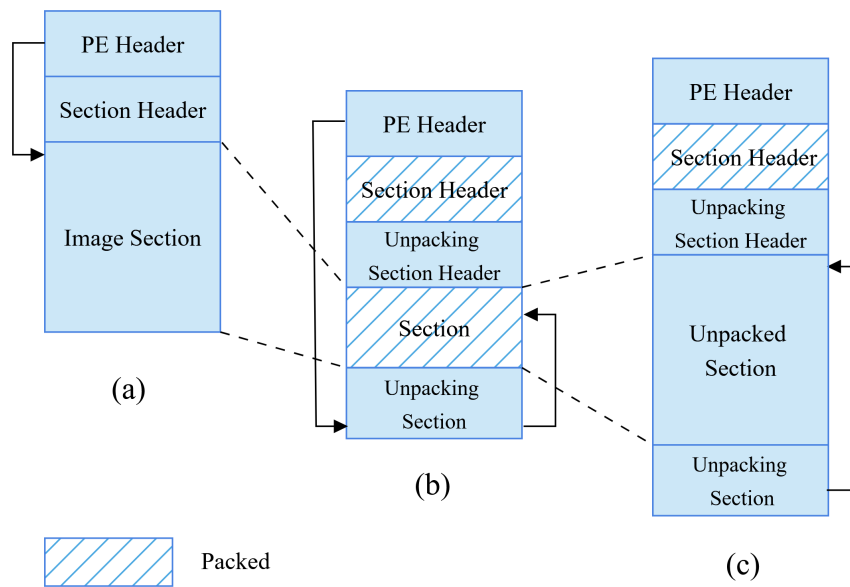 PE Header
Section Header
Image Section
(a)
PE Header
Section Header
Unpacking
Section Header
Section
Unpacking
Section
(b)
PE Header
Section Header
Unpacking
Section Header
Unpacked
Section
Unpacking
Section
(c)
Packed